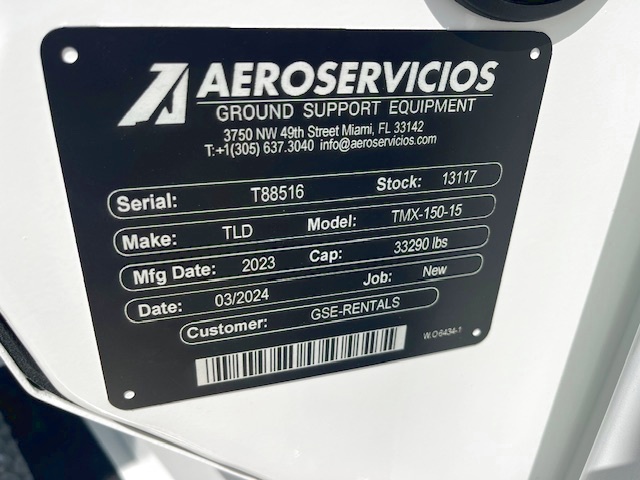 AEROSERVICIOS
GROUND SUPPORT EQUIPMENT
3750 NW 49th Street Miami, FL 33142
T:+1(305) 637.3040 info@aeroservicios.com
Serial: T88516 Stock: 13117
Make: TLD Model: TMX-150-15
Mfg Date: 2023 Cap: 33290 lbs
Date: 03/2024 Job: New
Customer: GSE-RENTALS
W.O 6434-1